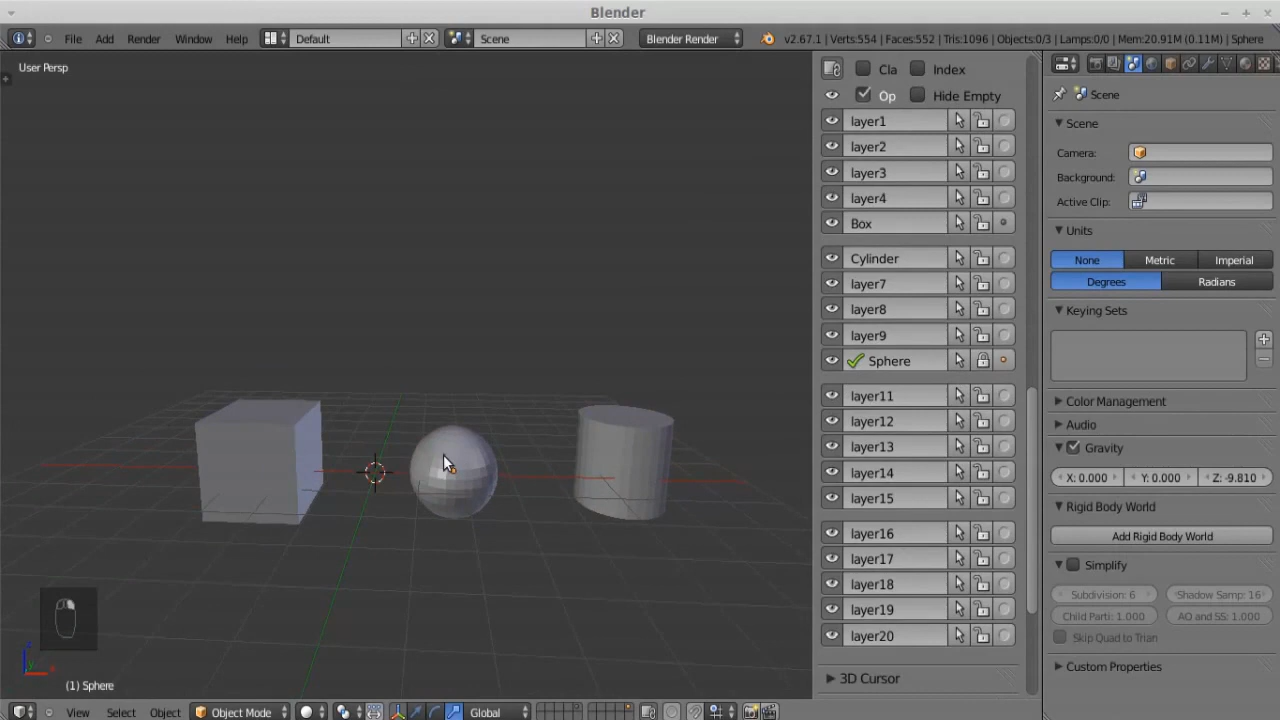 Blender
File Add Render Window Help Default Scene Blender Render v2.67.1 | Verts:554 | Faces:552 | Tris:1096 | Objects:0/3 | Lamps:0/0 | Mem:20.91M (0.11M) | Sphere
User Persp
Cla Index
Op Hide Empty
layer1
layer2
layer3
layer4
Box
Cylinder
layer7
layer8
layer9
Sphere
layer11
layer12
layer13
layer14
layer15
layer16
layer17
layer18
layer19
layer20
3D Cursor
Scene
Scene
Camera:
Background:
Active Clip:
Units
None Metric Imperial
Degrees Radians
Keying Sets
Color Management
Audio
Gravity
X: 0.000 Y: 0.000 Z: -9.810
Rigid Body World
Add Rigid Body World
Simplify
Subdivision: 6 Shadow Samp: 16
Child Parti: 1.000 AO and SS: 1.000
Skip Quad to Trian
Custom Properties
z
y
x
(1) Sphere
View Select Object Object Mode Global